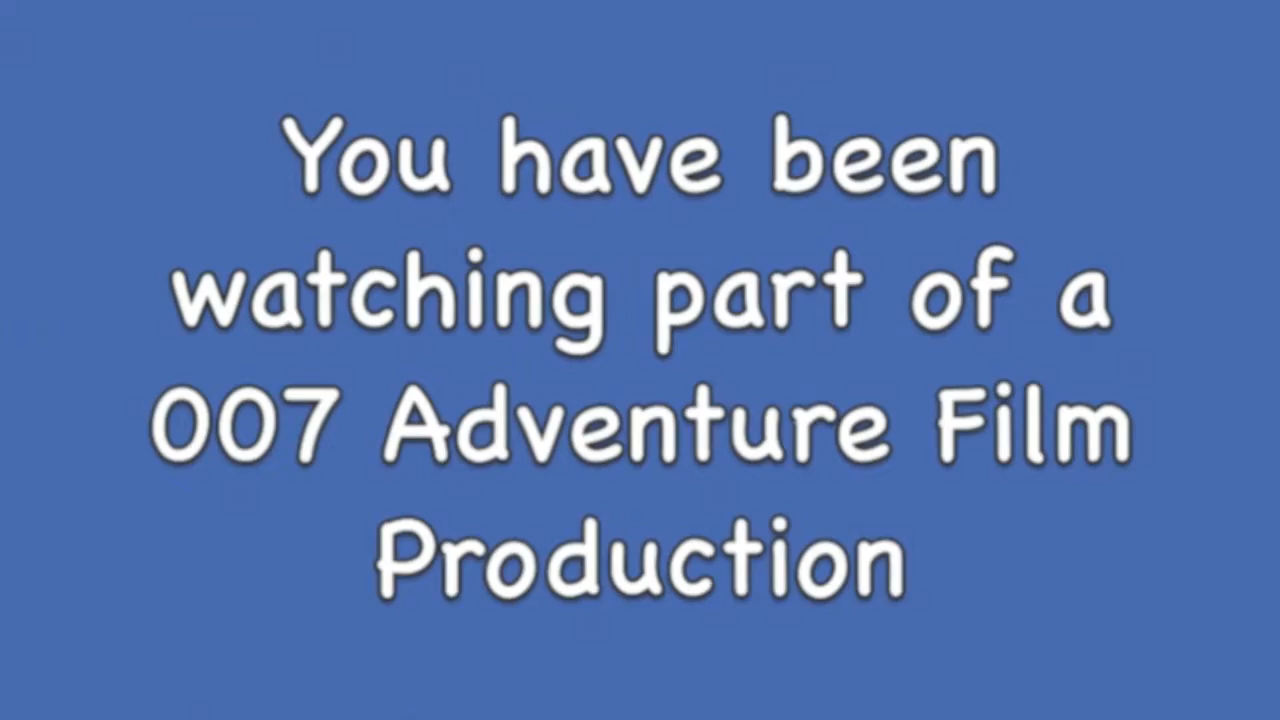 You have been
watching part of a
007 Adventure Film
Production